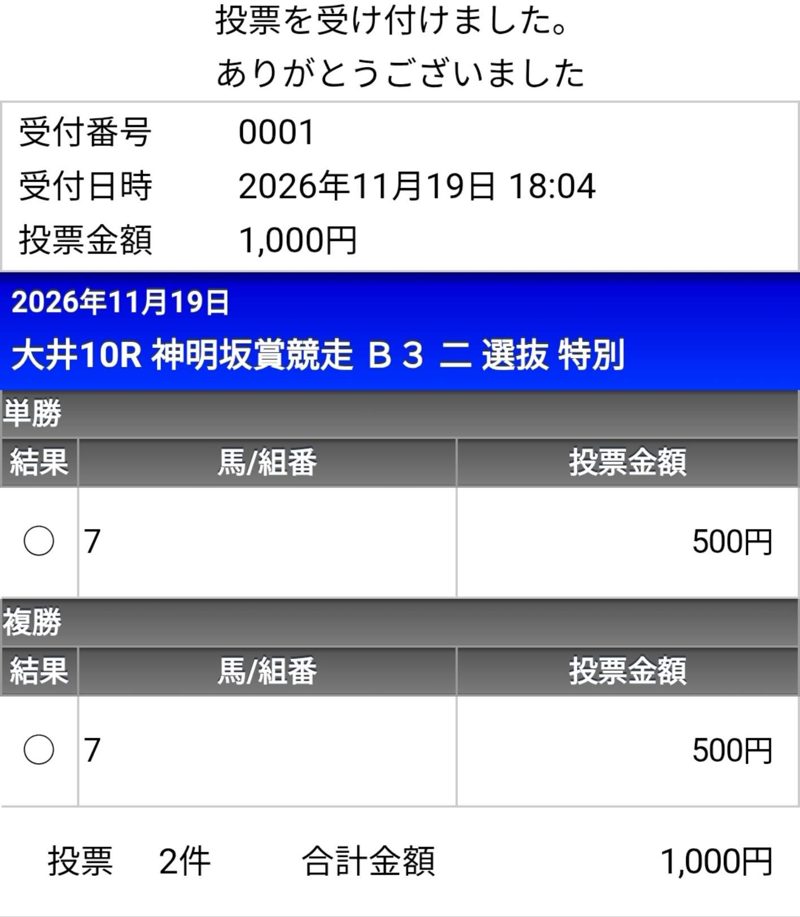 投票を受け付けました。
ありがとうございました
受付番号 0001
受付日時 2026年11月19日 18:04
投票金額 1,000円
2026年11月19日
大井10R 神明坂賞競走 Ｂ３ 二 選抜 特別
単勝
結果 馬/組番 投票金額
○ 7 500円
複勝
結果 馬/組番 投票金額
○ 7 500円
投票 2件 合計金額 1,000円